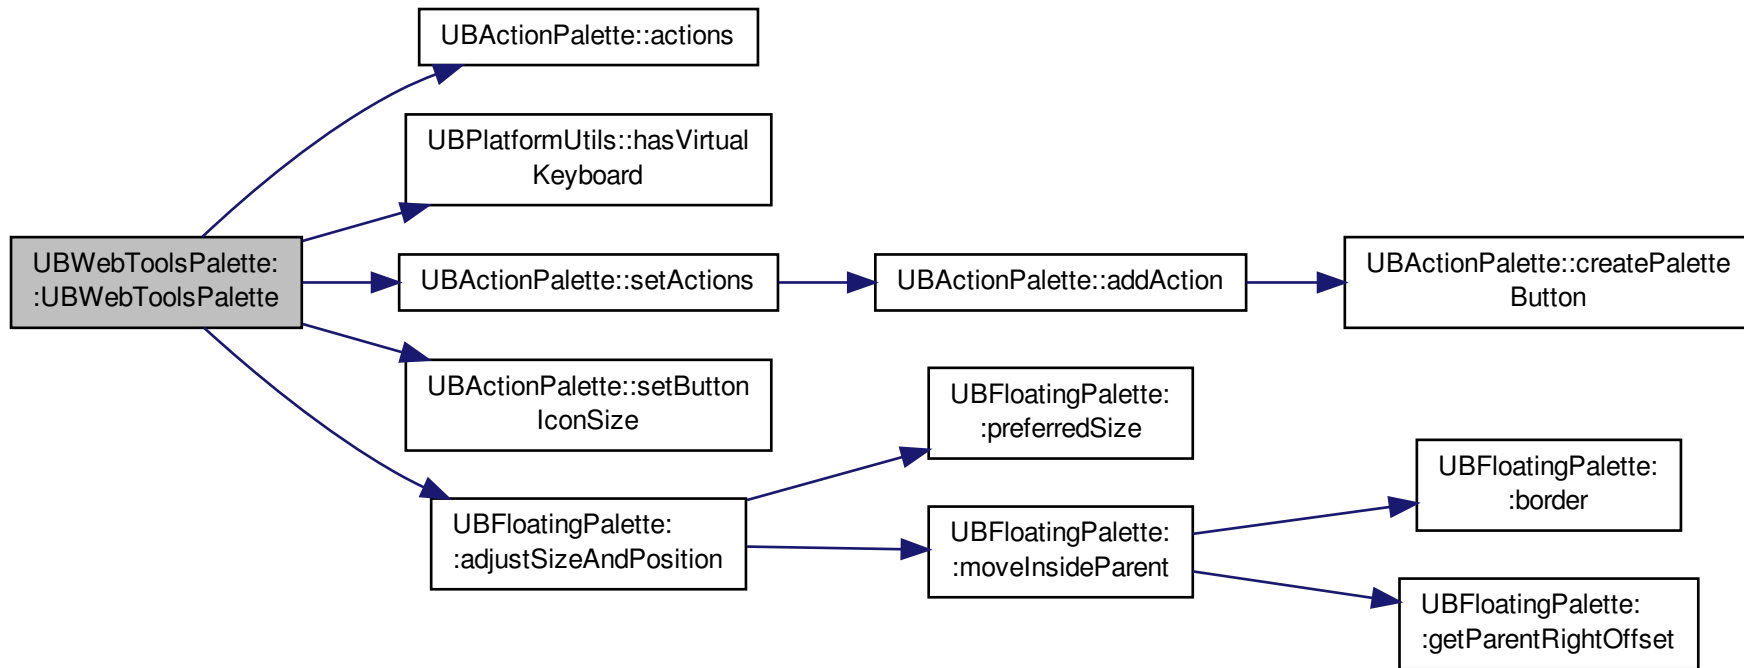 UBActionPalette::actions
UBPlatformUtils::hasVirtual
Keyboard
UBWebToolsPalette:
:UBWebToolsPalette
UBActionPalette::setActions
UBActionPalette::addAction
UBActionPalette::createPalette
Button
UBActionPalette::setButton
IconSize
UBFloatingPalette:
:preferredSize
UBFloatingPalette:
:border
UBFloatingPalette:
:adjustSizeAndPosition
UBFloatingPalette:
:moveInsideParent
UBFloatingPalette:
:getParentRightOffset